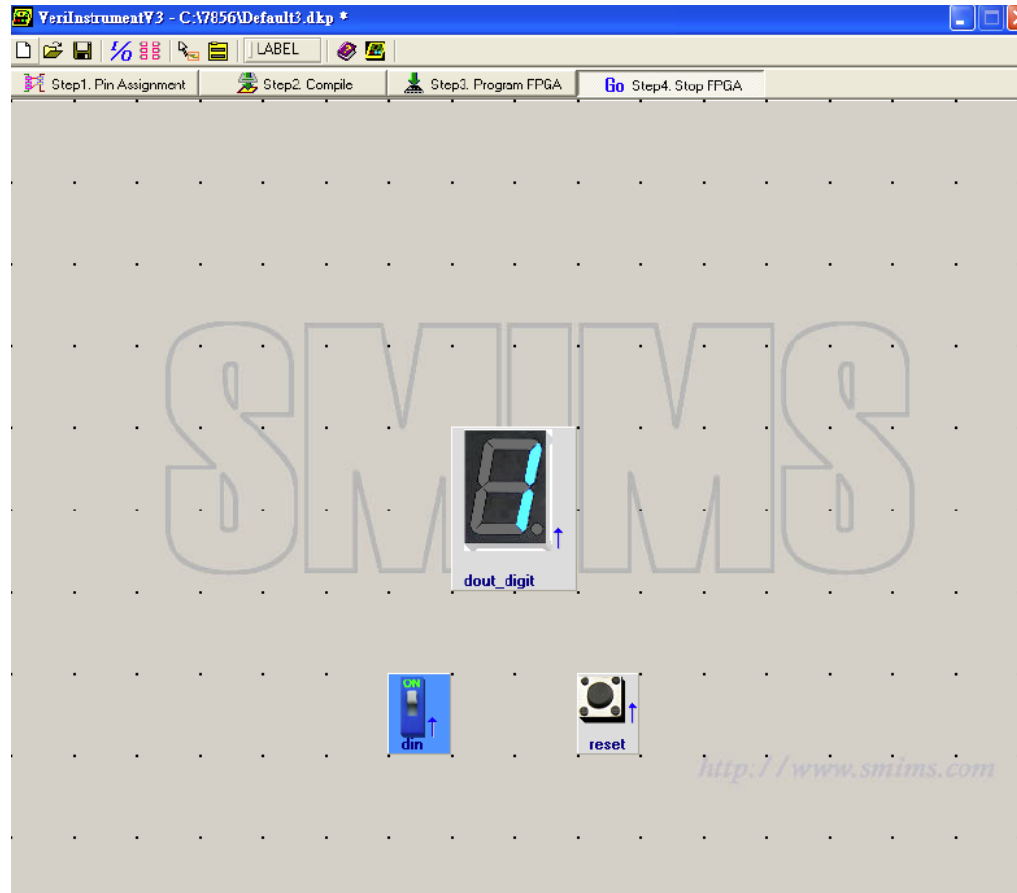 VeriInstrumentV3 - C:\7856\Default3.dkp *
I/O LABEL
Step1. Pin Assignment Step2. Compile Step3. Program FPGA Go Step4. Stop FPGA
SMIMS
1
dout_digit
ON
din
reset
http://www.smims.com